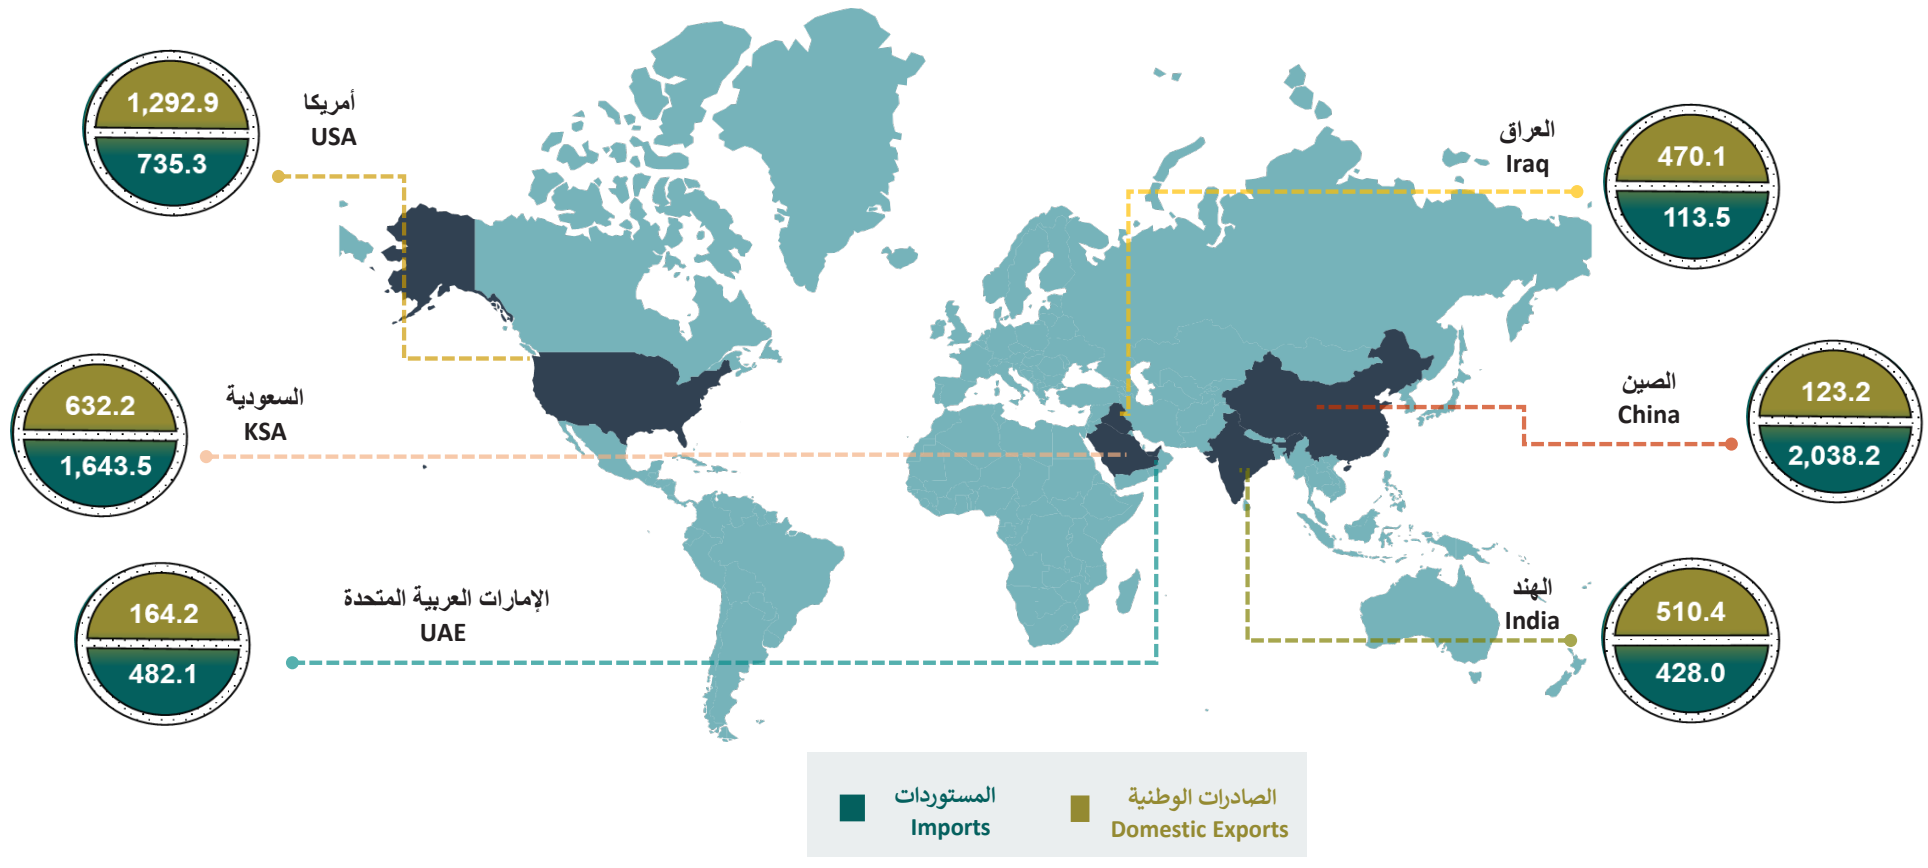 1,292.9
735.3
أمريكا
USA
العراق
Iraq
470.1
113.5
632.2
1,643.5
السعودية
KSA
الصين
China
123.2
2,038.2
164.2
482.1
الإمارات العربية المتحدة
UAE
الهند
India
510.4
428.0
المستوردات
Imports
الصادرات الوطنية
Domestic Exports